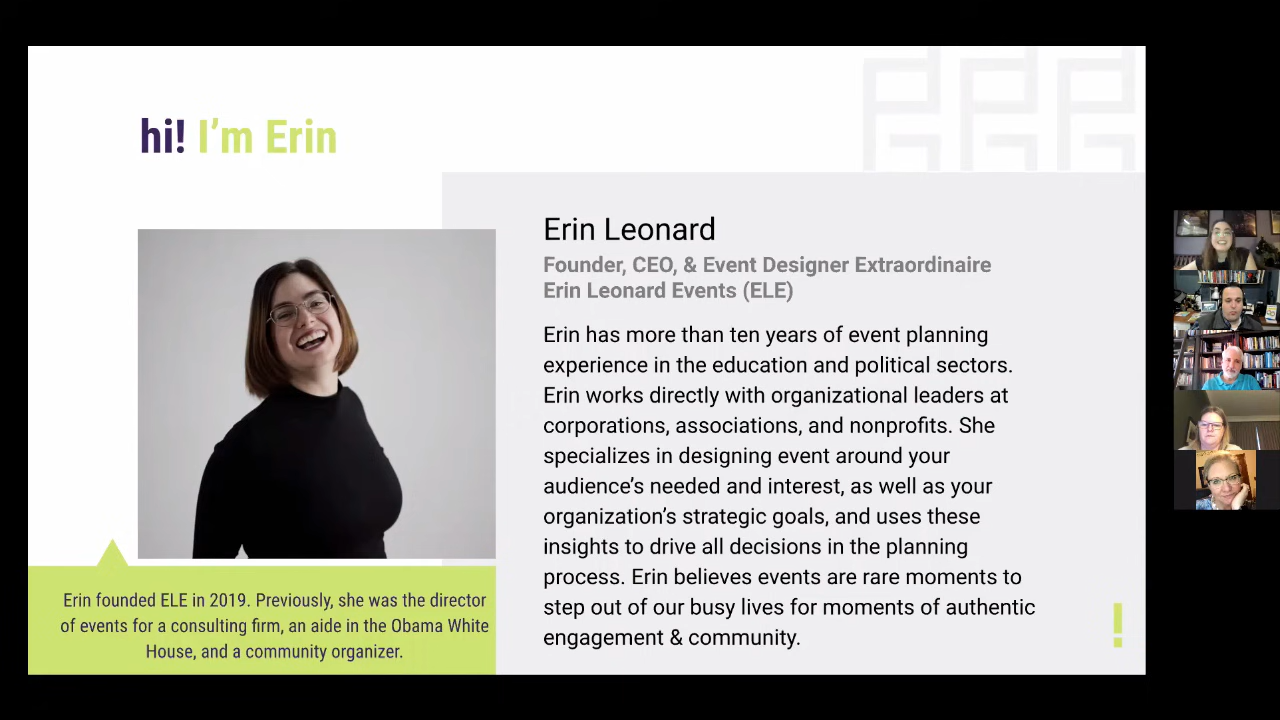 hi! I'm Erin
Erin Leonard
Founder, CEO, & Event Designer Extraordinaire
Erin Leonard Events (ELE)
Erin has more than ten years of event planning
experience in the education and political sectors.
Erin works directly with organizational leaders at
corporations, associations, and nonprofits. She
specializes in designing event around your
audience's needed and interest, as well as your
organization's strategic goals, and uses these
insights to drive all decisions in the planning
process. Erin believes events are rare moments to
step out of our busy lives for moments of authentic
engagement & community.
Erin founded ELE in 2019. Previously, she was the director
of events for a consulting firm, an aide in the Obama White
House, and a community organizer.
!